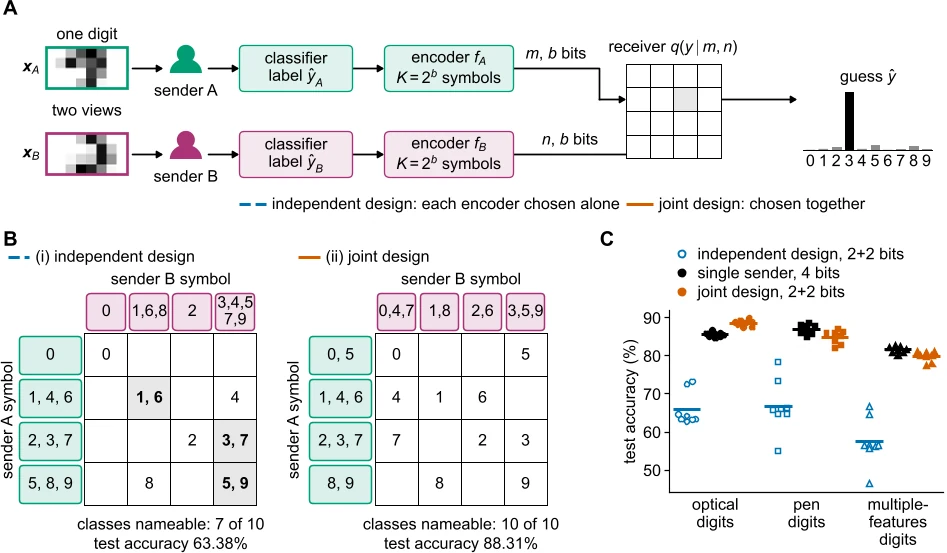 A
one digit
x_A
two views
x_B
sender A
sender B
classifier
label ŷ_A
encoder f_A
K = 2^b symbols
classifier
label ŷ_B
encoder f_B
K = 2^b symbols
m, b bits
n, b bits
receiver q(y | m, n)
guess ŷ
0 1 2 3 4 5 6 7 8 9
independent design: each encoder chosen alone
joint design: chosen together
B
(i) independent design
sender B symbol
0 1,6,8 2 3,4,5
7,9
sender A symbol
0 0
1, 4, 6 1, 6 4
2, 3, 7 2 3, 7
5, 8, 9 8 5, 9
classes nameable: 7 of 10
test accuracy 63.38%
(ii) joint design
sender B symbol
0,4,7 1,8 2,6 3,5,9
sender A symbol
0, 5 0 5
1, 4, 6 4 1 6
2, 3, 7 7 2 3
8, 9 8 9
classes nameable: 10 of 10
test accuracy 88.31%
C
independent design, 2+2 bits
single sender, 4 bits
joint design, 2+2 bits
test accuracy (%)
90
80
70
60
50
optical
digits
pen
digits
multiple-
features
digits